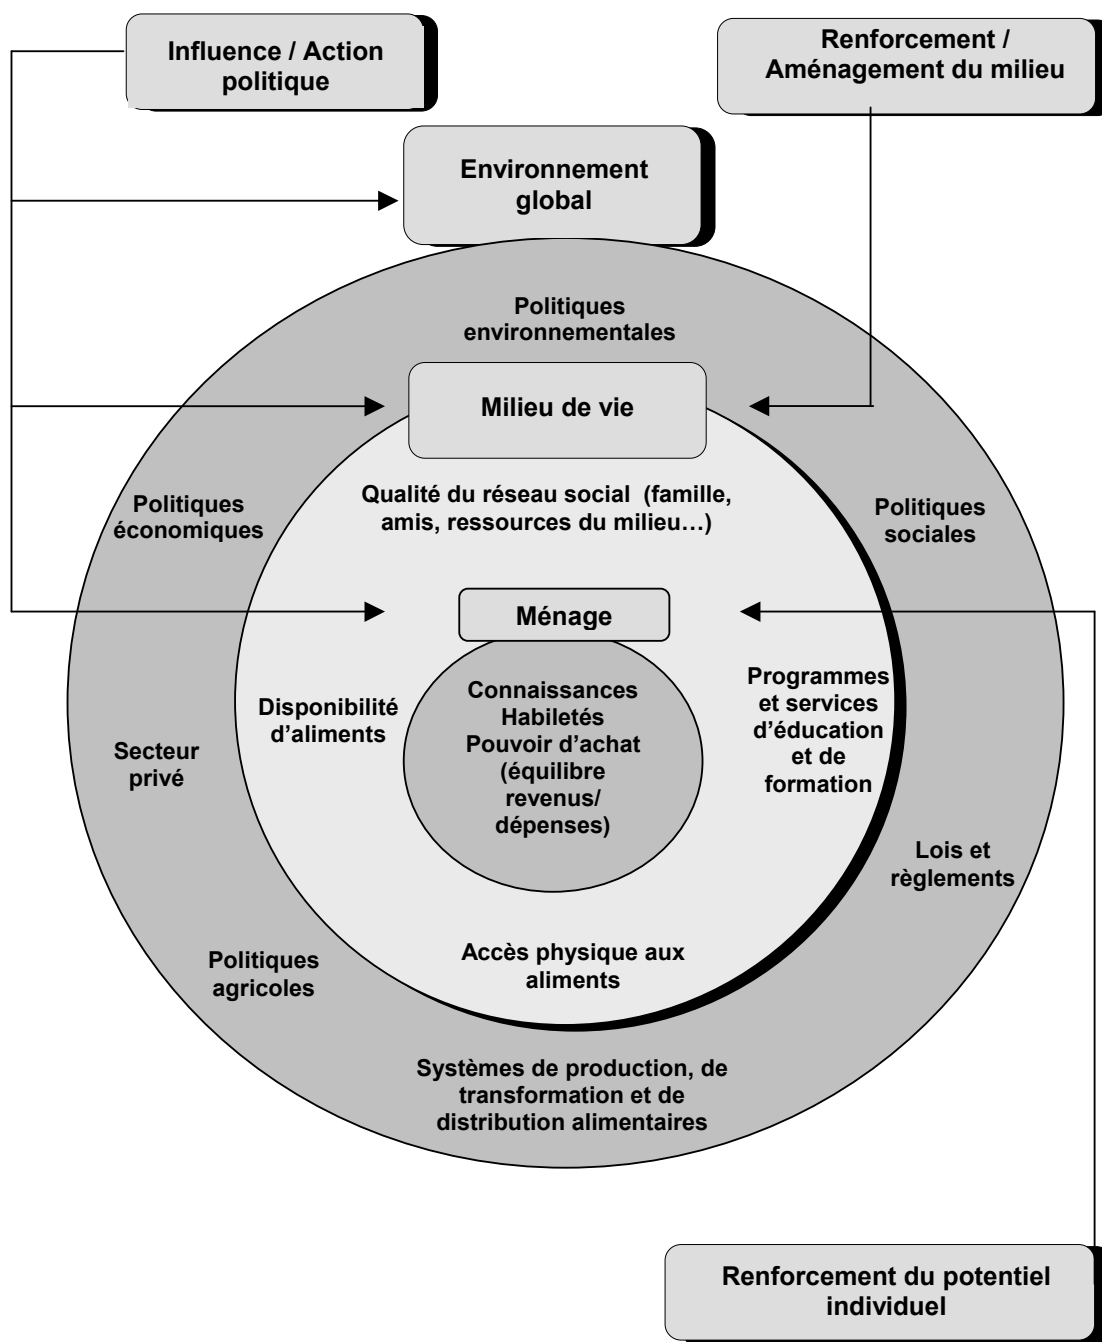 Influence / Action
politique
Renforcement /
Aménagement du milieu
Environnement
global
Politiques
environnementales
Milieu de vie
Qualité du réseau social  (famille,
amis, ressources du milieu…)
Politiques
économiques
Politiques
sociales
Ménage
Connaissances
Habiletés
Pouvoir d’achat
(équilibre
revenus/
dépenses)
Disponibilité
d’aliments
Programmes
et services
d’éducation
et de
formation
Secteur
privé
Lois et
règlements
Accès physique aux
aliments
Politiques
agricoles
Systèmes de production, de
transformation et de
distribution alimentaires
Renforcement du potentiel
individuel